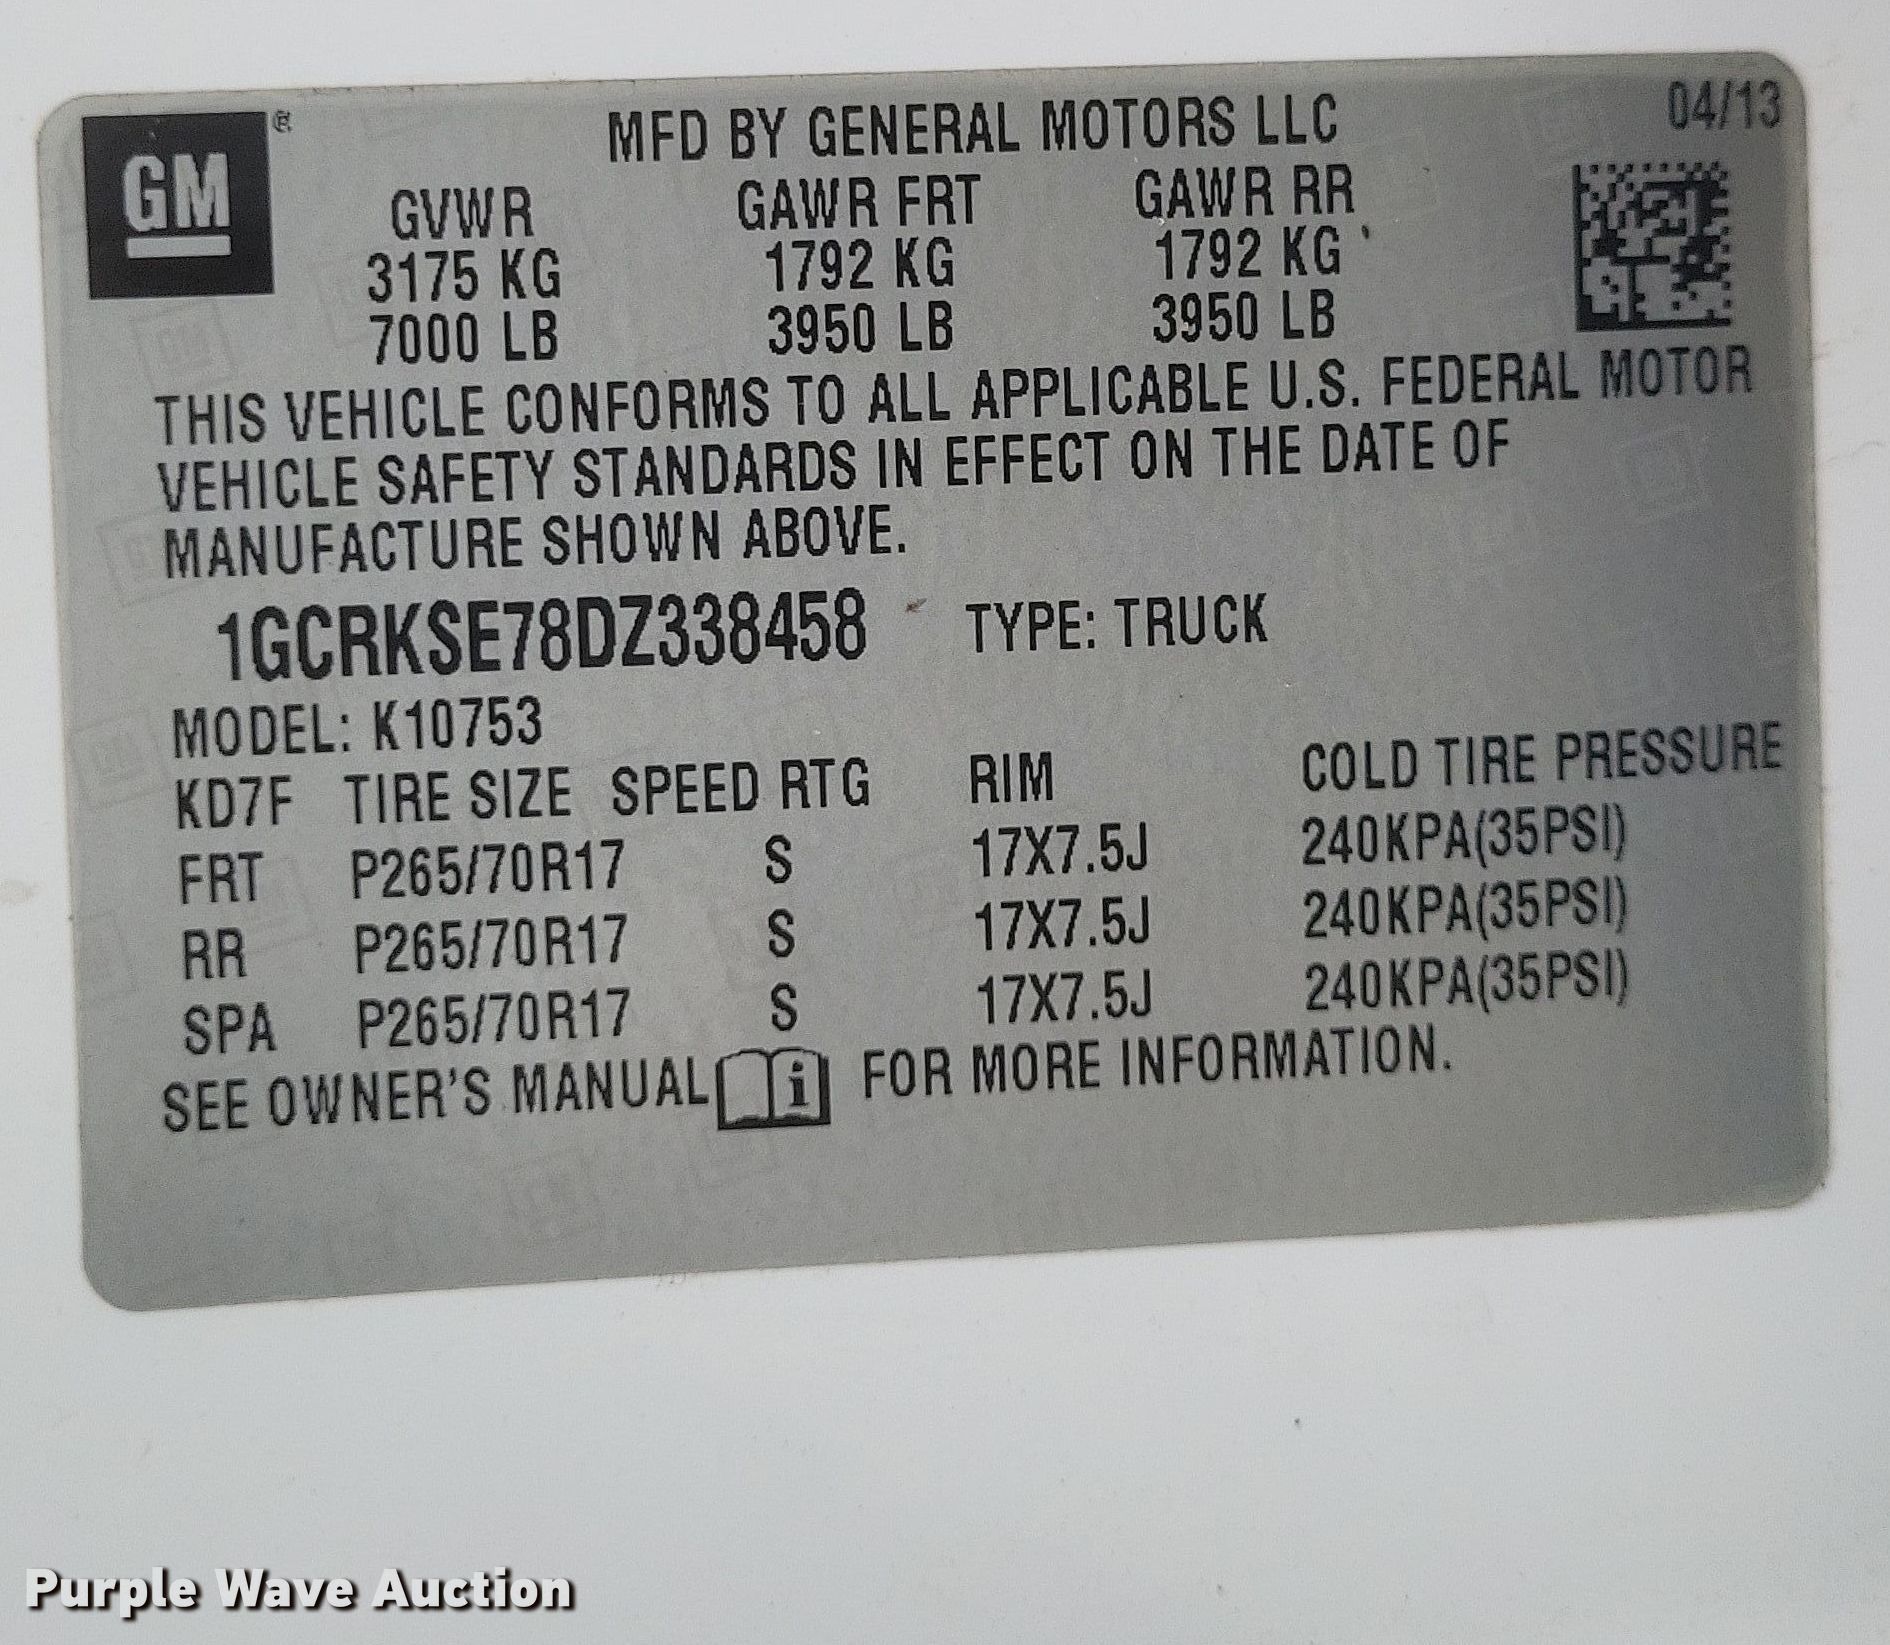 GM ®
MFD BY GENERAL MOTORS LLC 04/13
GVWR GAWR FRT GAWR RR
3175 KG 1792 KG 1792 KG
7000 LB 3950 LB 3950 LB
THIS VEHICLE CONFORMS TO ALL APPLICABLE U.S. FEDERAL MOTOR
VEHICLE SAFETY STANDARDS IN EFFECT ON THE DATE OF
MANUFACTURE SHOWN ABOVE.
1GCRKSE78DZ338458 TYPE: TRUCK
MODEL: K10753
KD7F TIRE SIZE SPEED RTG RIM COLD TIRE PRESSURE
FRT P265/70R17 S 17X7.5J 240KPA(35PSI)
RR P265/70R17 S 17X7.5J 240KPA(35PSI)
SPA P265/70R17 S 17X7.5J 240KPA(35PSI)
SEE OWNER'S MANUAL i FOR MORE INFORMATION.
Purple Wave Auction